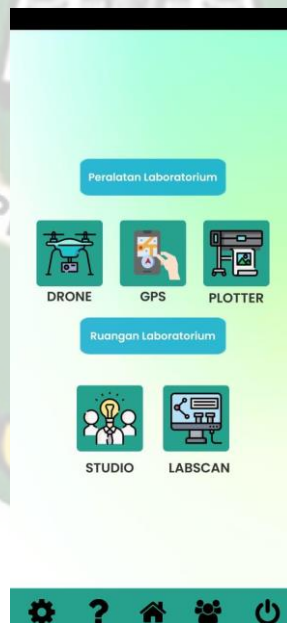 Peralatan Laboratorium
DRONE GPS PLOTTER
Ruangan Laboratorium
STUDIO LABSCAN